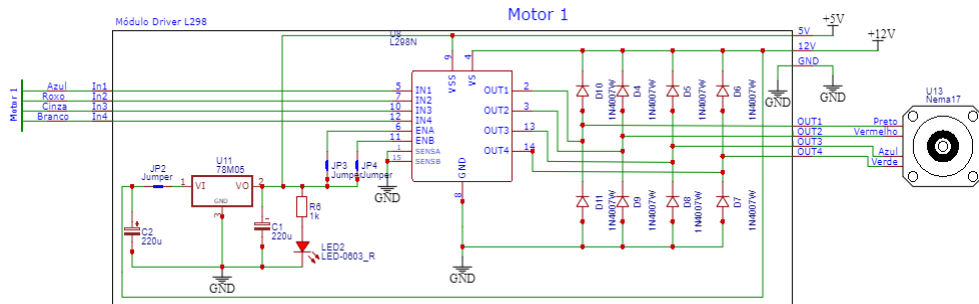 Motor 1
Módulo Driver L298
U8
L298N
5V
+5V
12V
+12V
GND
GND
GND
Motor 1
Azul In1
Roxo In2
Cinza In3
Branco In4
5 IN1
7 IN2
10 IN3
12 IN4
6 ENA
11 ENB
1 SENSA
15 SENSB
9 VSS
4 VS
OUT1 2
OUT2 3
OUT3 13
OUT4 14
GND
8
GND
GND
D10 1N4007W
D4 1N4007W
D5 1N4007W
D6 1N4007W
D11 1N4007W
D9 1N4007W
D8 1N4007W
D7 1N4007W
OUT1 Preto
OUT2 Vermelho
OUT3 Azul
OUT4 Verde
U13
Nema17
JP3
Jumper
JP4
Jumper
JP2
Jumper
U11
78M05
1 VI
VO 2
GND
3
C2
220u
C1
220u
R6
1k
LED2
LED-0603_R
GND